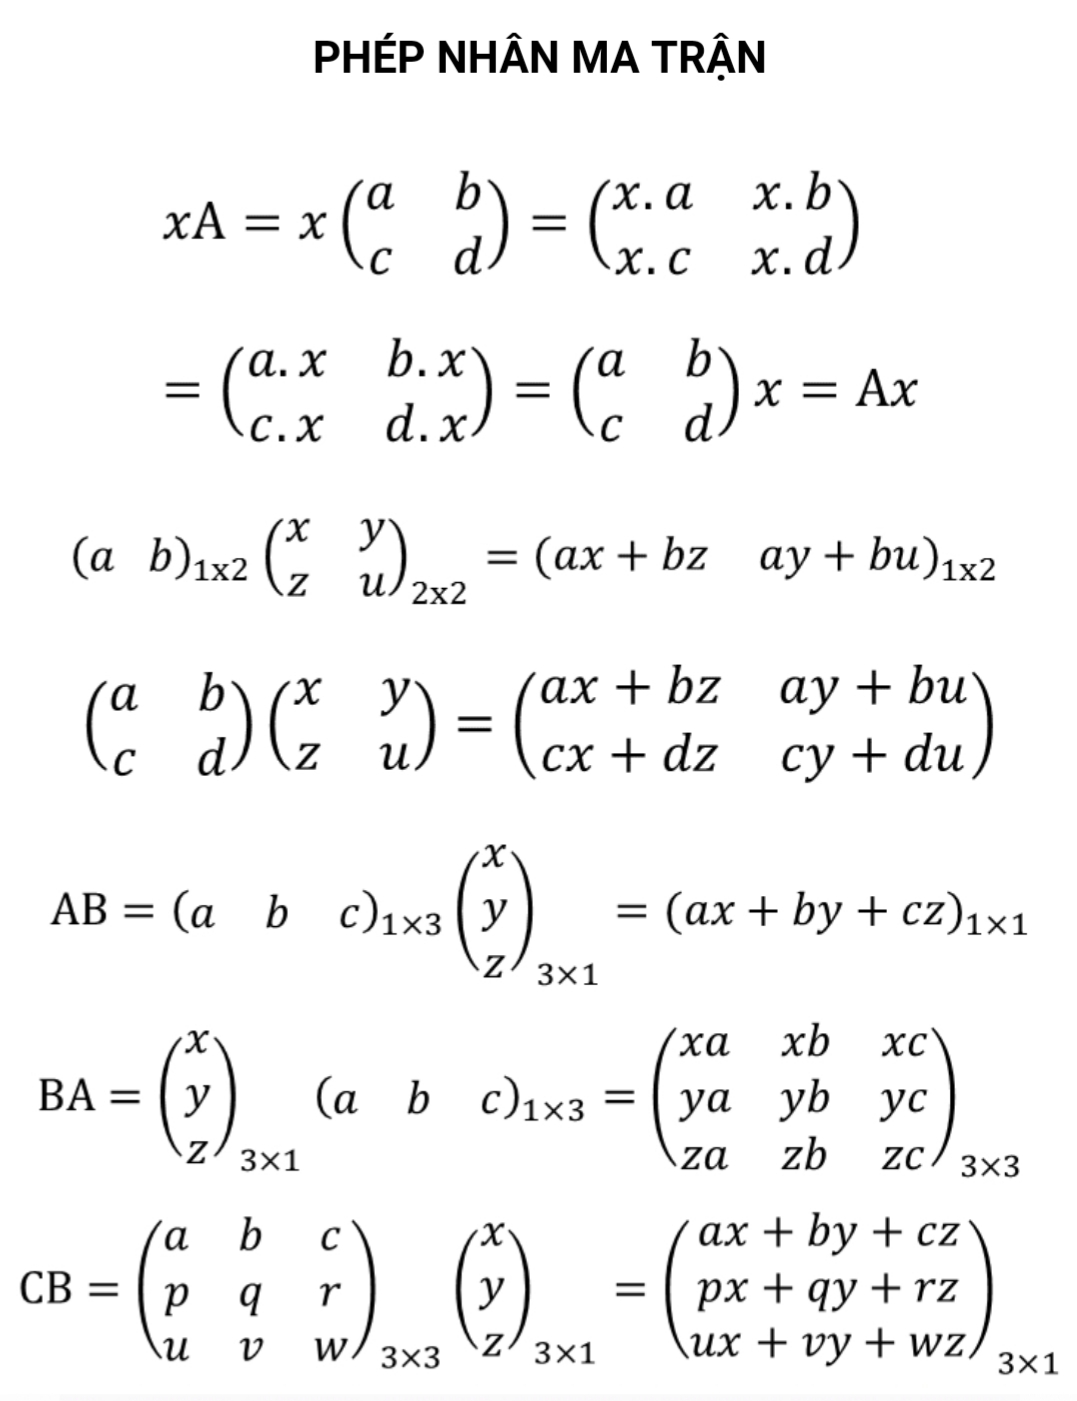 PHÉP NHÂN MA TRẬN
xA = x (a b; c d) = (x. a x. b; x. c x. d)
= (a. x b. x; c. x d. x) = (a b; c d) x = Ax
(a b)₁ₓ₂ (x y; z u)₂ₓ₂ = (ax + bz ay + bu)₁ₓ₂
(a b; c d) (x y; z u) = (ax + bz ay + bu; cx + dz cy + du)
AB = (a b c)₁×₃ (x; y; z)₃×₁ = (ax + by + cz)₁×₁
BA = (x; y; z)₃×₁ (a b c)₁×₃ = (xa xb xc; ya yb yc; za zb zc)₃×₃
CB = (a b c; p q r; u v w)₃×₃ (x; y; z)₃×₁ = (ax + by + cz; px + qy + rz; ux + vy + wz)₃×₁